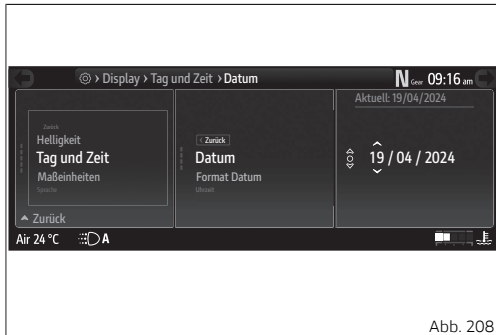 Display › Tag und Zeit › Datum
N Gear 09:16 am
Zurück
Helligkeit
Tag und Zeit
Maßeinheiten
Sprache
Zurück
‹ Zurück
Datum
Format Datum
Uhrzeit
Aktuell: 19/04/2024
19 / 04 / 2024
Air 24 °C
A
Abb. 208